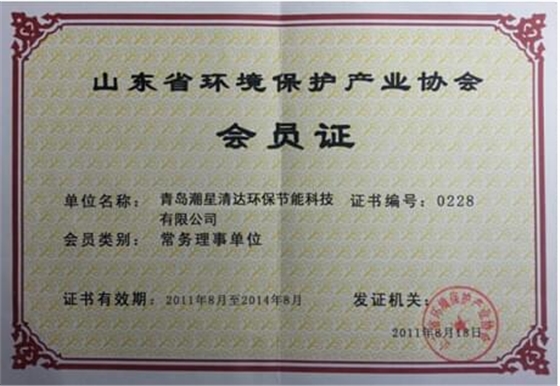 山东省环境保护产业协会
会员证
单位名称: 青岛潮星清达环保节能科技 证书编号: 0228
有限公司
会员类别: 常务理事单位
证书有效期: 2011年8月至2014年8月 发证机关:
2011年8月18日